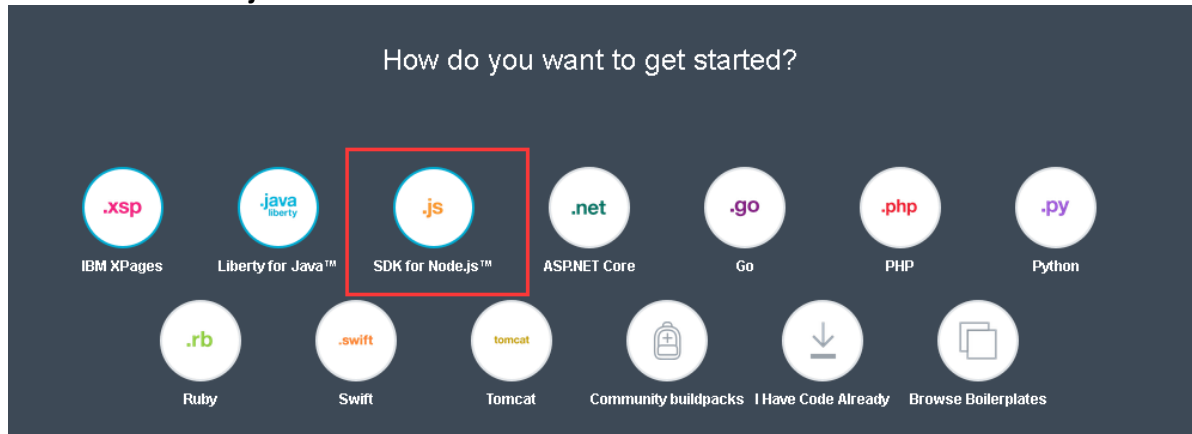 How do you want to get started?
.xsp
.java
liberty
.js
.net
.go
.php
.py
IBM XPages
Liberty for Java™
SDK for Node.js™
ASP.NET Core
Go
PHP
Python
.rb
.swift
tomcat
Ruby
Swift
Tomcat
Community buildpacks
I Have Code Already
Browse Boilerplates